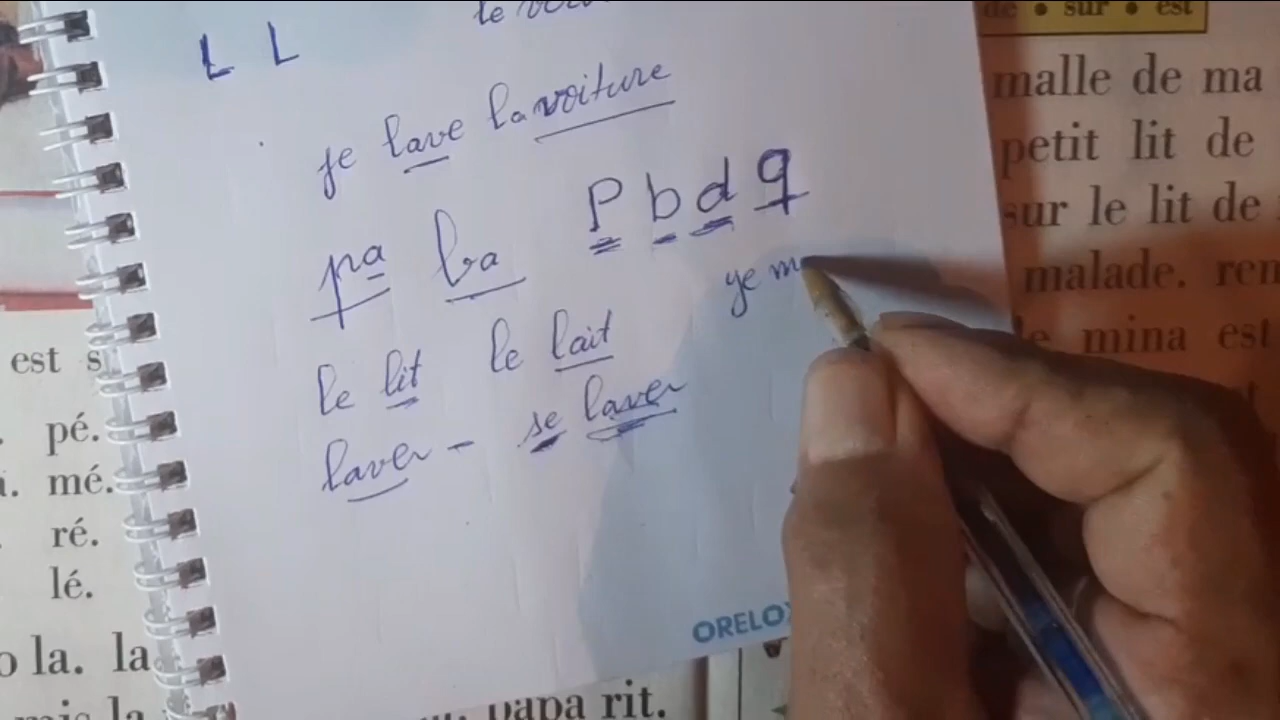 de • sur • est
le
L L
je lave la voiture
pa ba p b d q
je m
le lit le lait
laver - se laver
malle de ma
petit lit de
sur le lit de
malade.
mina est
est
pé.
mé.
ré.
lé.
la. la
la
papa rit.